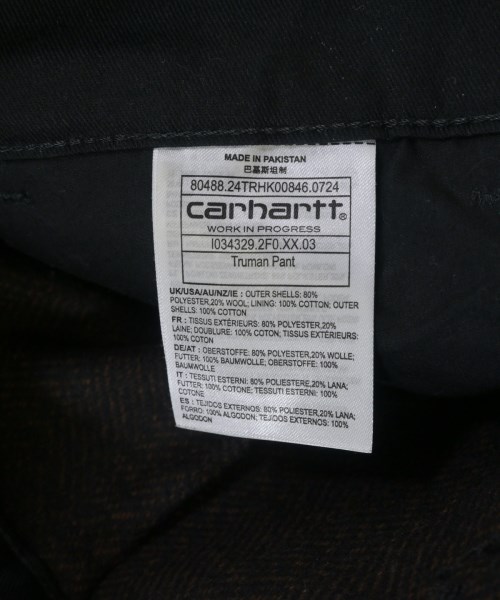 MADE IN PAKISTAN
巴基斯坦制
80488.24TRHK00846.0724
carhartt®
WORK IN PROGRESS
I034329.2F0.XX.03
Truman Pant
UK/USA/AU/NZ/IE : OUTER SHELLS: 80%
POLYESTER,20% WOOL; LINING: 100% COTTON; OUTER
SHELLS: 100% COTTON
FR : TISSUS EXTÉRIEURS: 80% POLYESTER,20%
LAINE; DOUBLURE: 100% COTON; TISSUS EXTÉRIEURS:
100% COTON
DE/AT : OBERSTOFFE: 80% POLYESTER,20% WOLLE;
FUTTER: 100% BAUMWOLLE; OBERSTOFFE: 100%
BAUMWOLLE
IT : TESSUTI ESTERNI: 80% POLIESTERE,20% LANA;
FUTTER: 100% COTONE; TESSUTI ESTERNI: 100%
COTONE
ES : TEJIDOS EXTERNOS: 80% POLIÉSTER,20% LANA;
FORRO: 100% ALGODON; TEJIDOS EXTERNOS: 100%
ALGODON